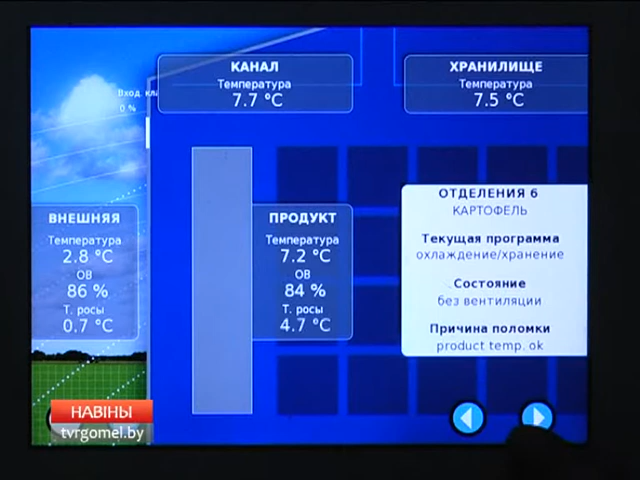 КАНАЛ
Температура
7.7 °C
ХРАНИЛИЩЕ
Температура
7.5 °C
Вход. кла
0 %
ВНЕШНЯЯ
Температура
2.8 °C
ОВ
86 %
Т. росы
0.7 °C
ПРОДУКТ
Температура
7.2 °C
ОВ
84 %
Т. росы
4.7 °C
ОТДЕЛЕНИЯ 6
КАРТОФЕЛЬ
Текущая программа
охлаждение/хранение
Состояние
без вентиляции
Причина поломки
product temp. ok
НАВІНЫ
tvrgomel.by